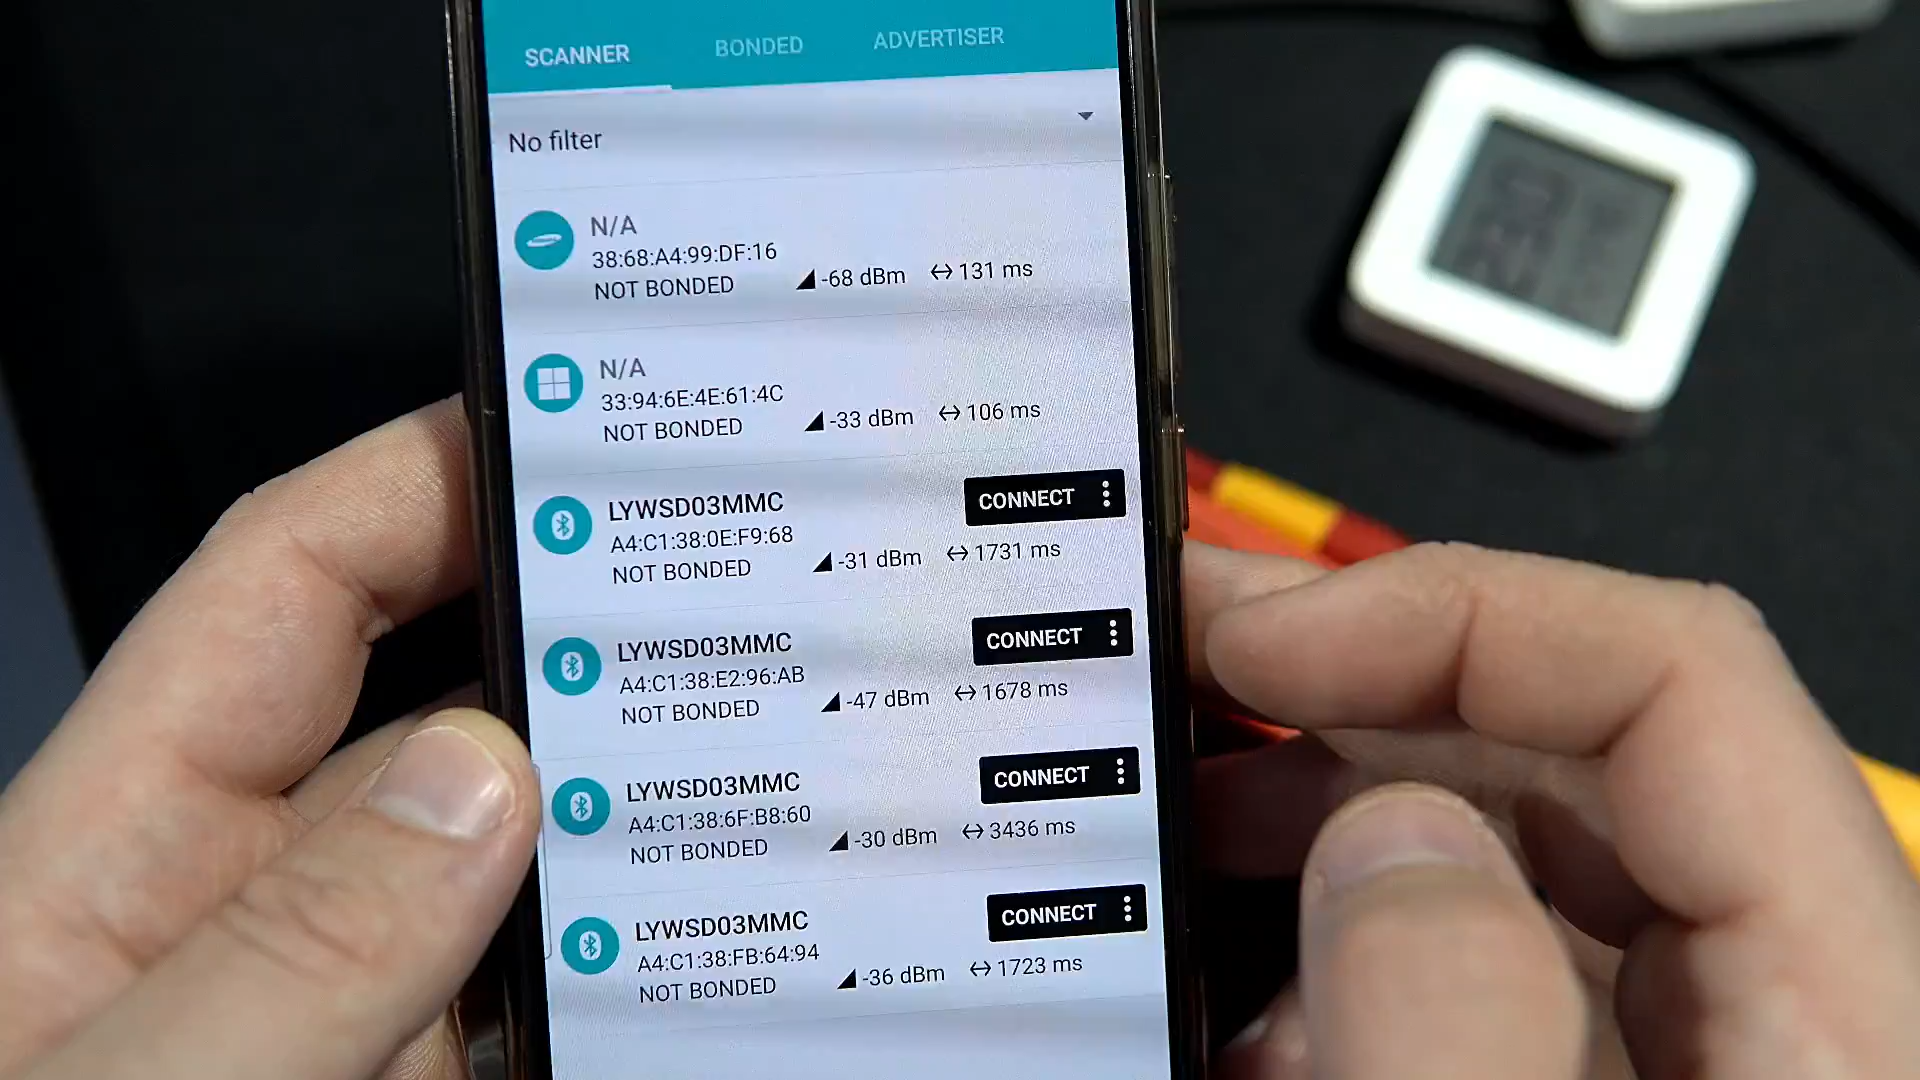 SCANNER
BONDED
ADVERTISER
No filter
N/A
38:68:A4:99:DF:16
NOT BONDED
-68 dBm
131 ms
N/A
33:94:6E:4E:61:4C
NOT BONDED
-33 dBm
106 ms
LYWSD03MMC
CONNECT
A4:C1:38:0E:F9:68
NOT BONDED
-31 dBm
1731 ms
LYWSD03MMC
CONNECT
A4:C1:38:E2:96:AB
NOT BONDED
-47 dBm
1678 ms
LYWSD03MMC
CONNECT
A4:C1:38:6F:B8:60
NOT BONDED
-30 dBm
3436 ms
LYWSD03MMC
CONNECT
A4:C1:38:FB:64:94
NOT BONDED
-36 dBm
1723 ms